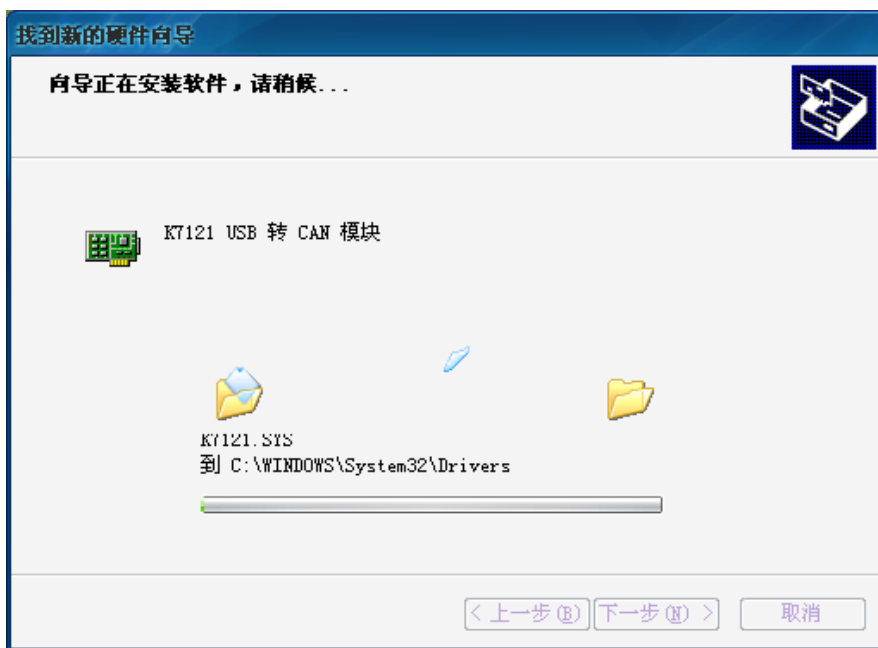 找到新的硬件向导
向导正在安装软件，请稍候...
K7121 USB 转 CAN 模块
K7121.SYS
到 C:\WINDOWS\System32\Drivers
< 上一步(B) 下一步(N) > 取消